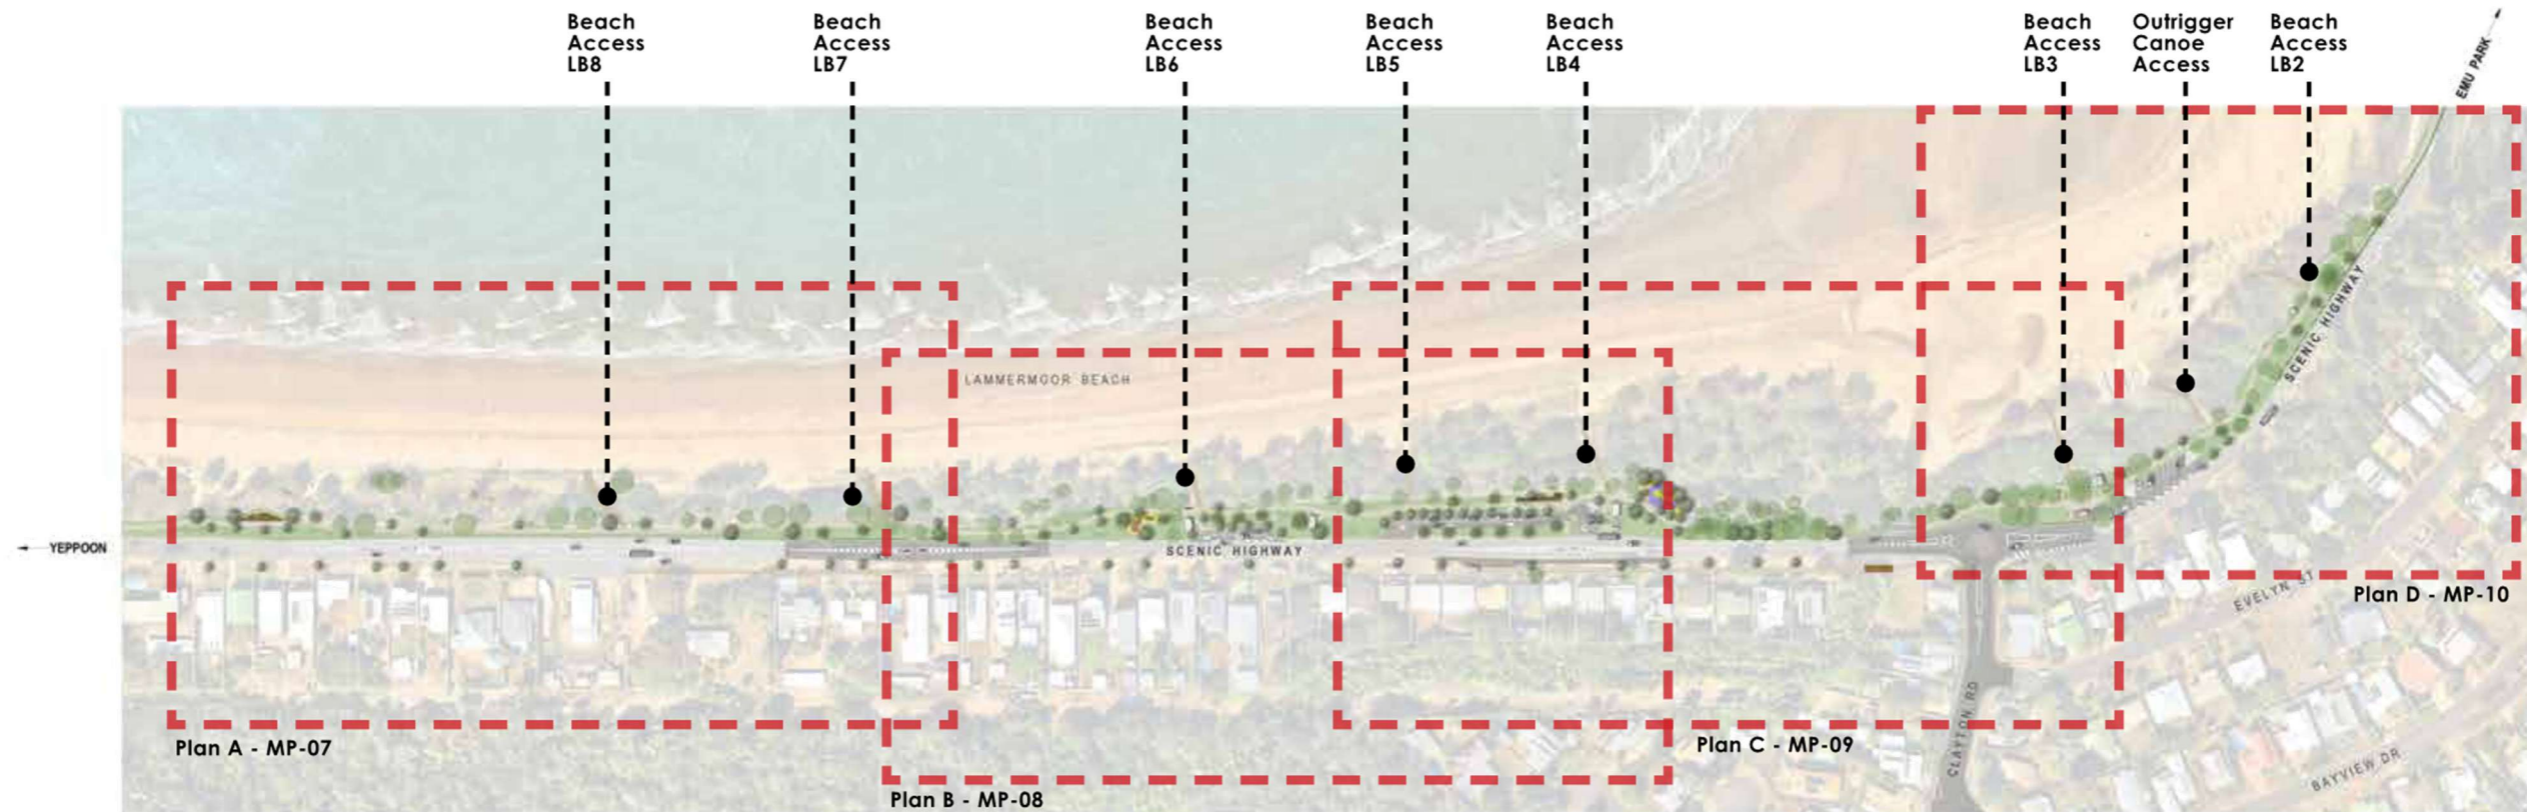 Beach
Access
LB8
Beach
Access
LB7
Beach
Access
LB6
Beach
Access
LB5
Beach
Access
LB4
Beach
Access
LB3
Outrigger
Canoe
Access
Beach
Access
LB2
EMU PARK
LAMMERMOOR BEACH
SCENIC HIGHWAY
YEPPOON
SCENIC HIGHWAY
EVELYN ST
Plan D - MP-10
CLAYTON RD
Plan A - MP-07
Plan C - MP-09
BAYVIEW DR
Plan B - MP-08